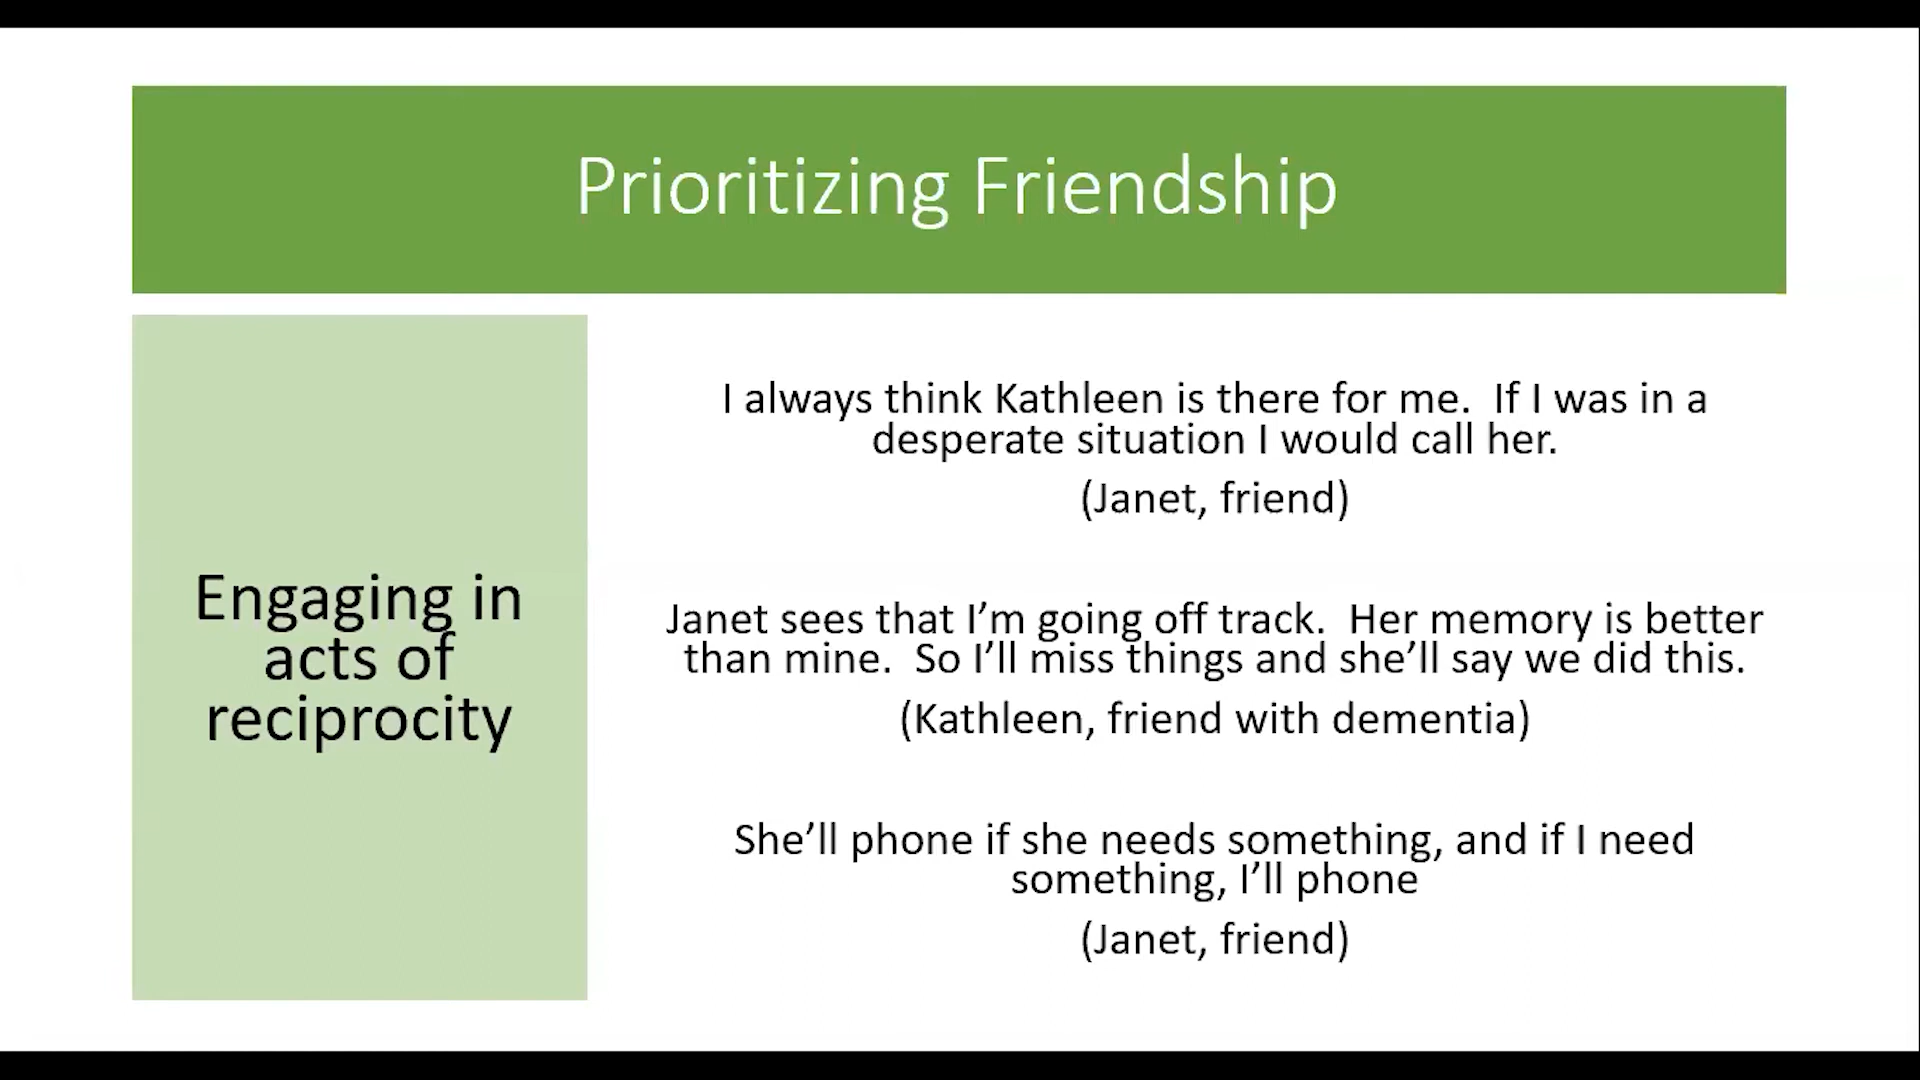 Prioritizing Friendship
Engaging in
acts of
reciprocity
I always think Kathleen is there for me.  If I was in a
desperate situation I would call her.
(Janet, friend)
Janet sees that I’m going off track.  Her memory is better
than mine.  So I’ll miss things and she’ll say we did this.
(Kathleen, friend with dementia)
She’ll phone if she needs something, and if I need
something, I’ll phone
(Janet, friend)